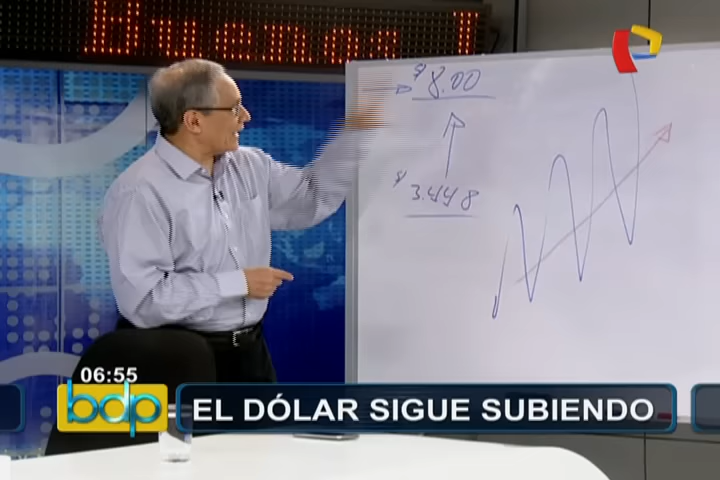 Buenos
$ 8.00
$ 3.448
06:55
bdp
EL DÓLAR SIGUE SUBIENDO